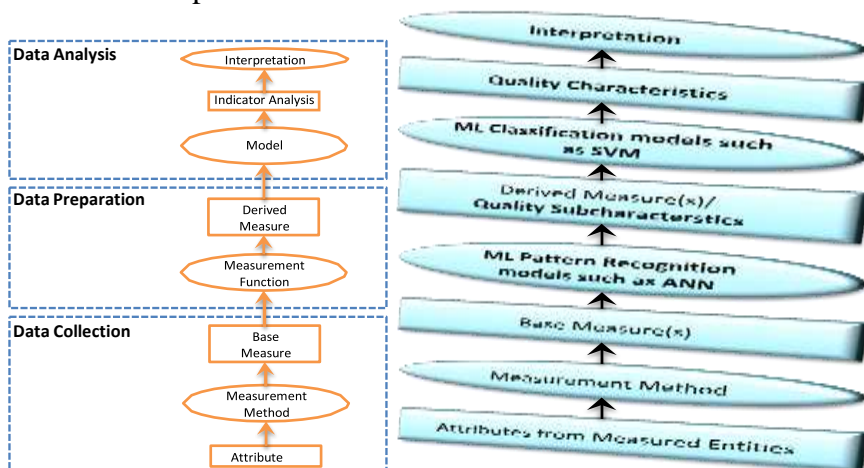 Data Analysis
Interpretation
Indicator Analysis
Model
Data Preparation
Derived
Measure
Measurement
Function
Data Collection
Base
Measure
Measurement
Method
Attribute
Interpretation
Quality Characteristics
ML Classification models such
as SVM
Derived Measure(s)/
Quality Subcharacterstics
ML Pattern Recognition
models such as ANN
Base Measure(s)
Measurement Method
Attributes from Measured Entities